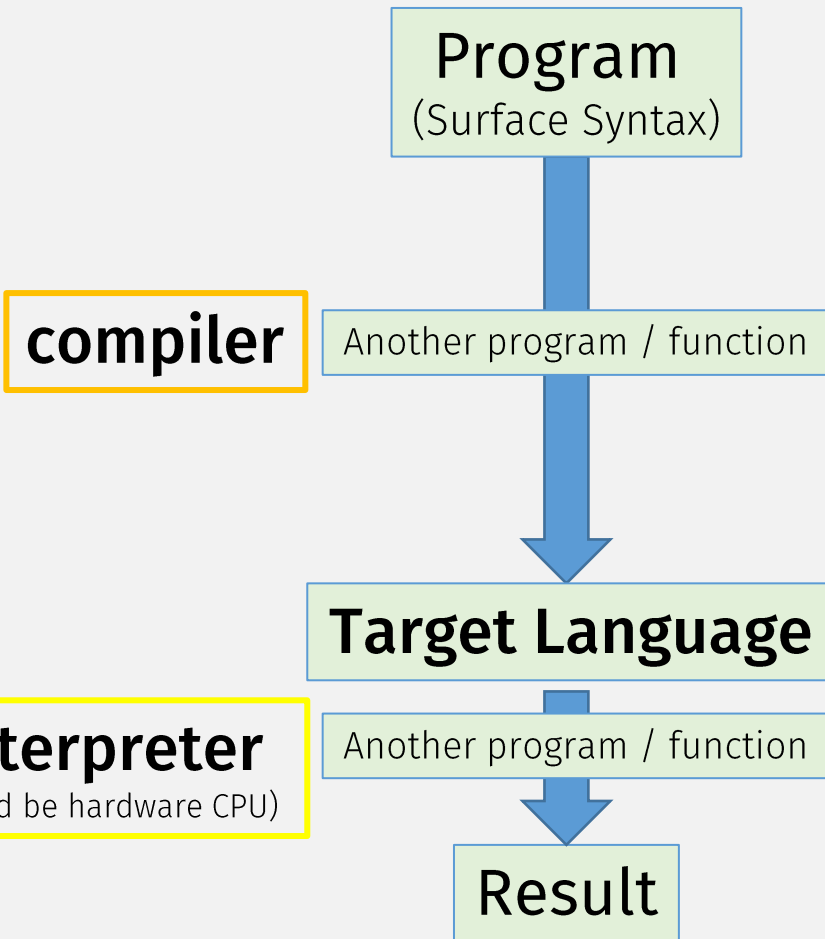 Program
(Surface Syntax)
compiler
Another program / function
Target Language
terpreter
Another program / function
d be hardware CPU)
Result